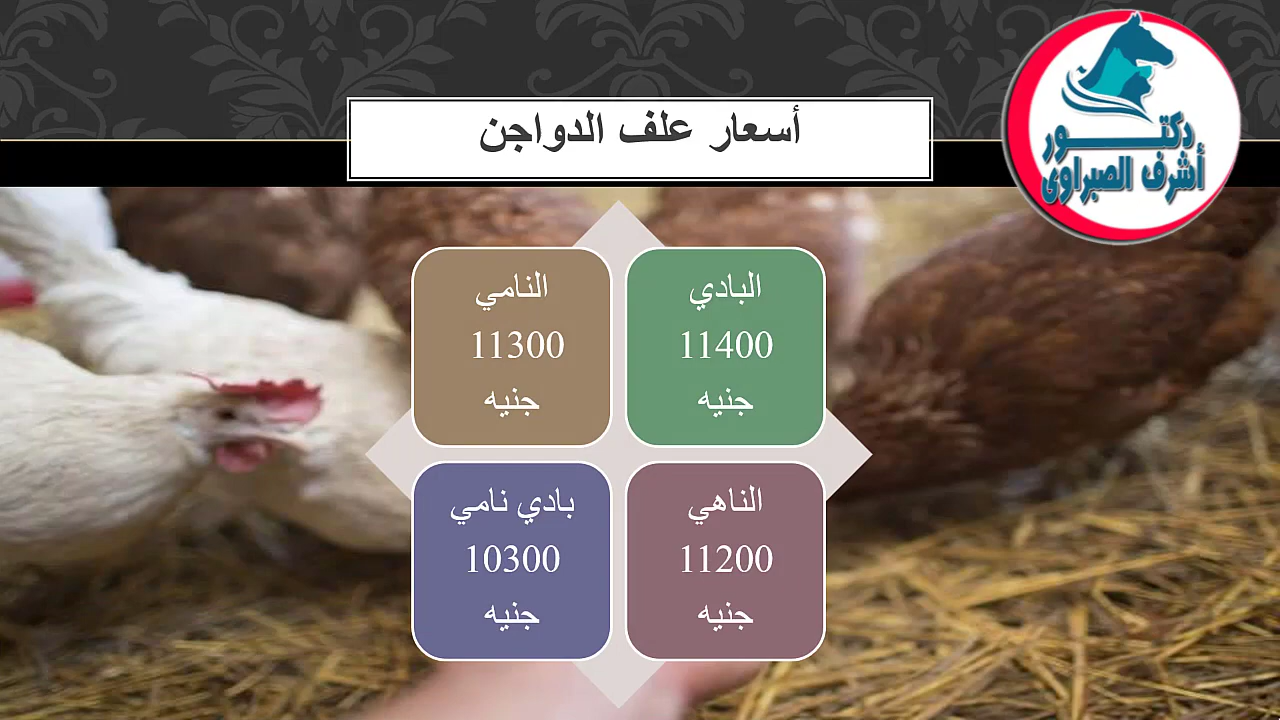 أسعار علف الدواجن
دكتور
أشرف الصبراوى
البادي
11400
جنيه
النامي
11300
جنيه
الناهي
11200
جنيه
بادي نامي
10300
جنيه